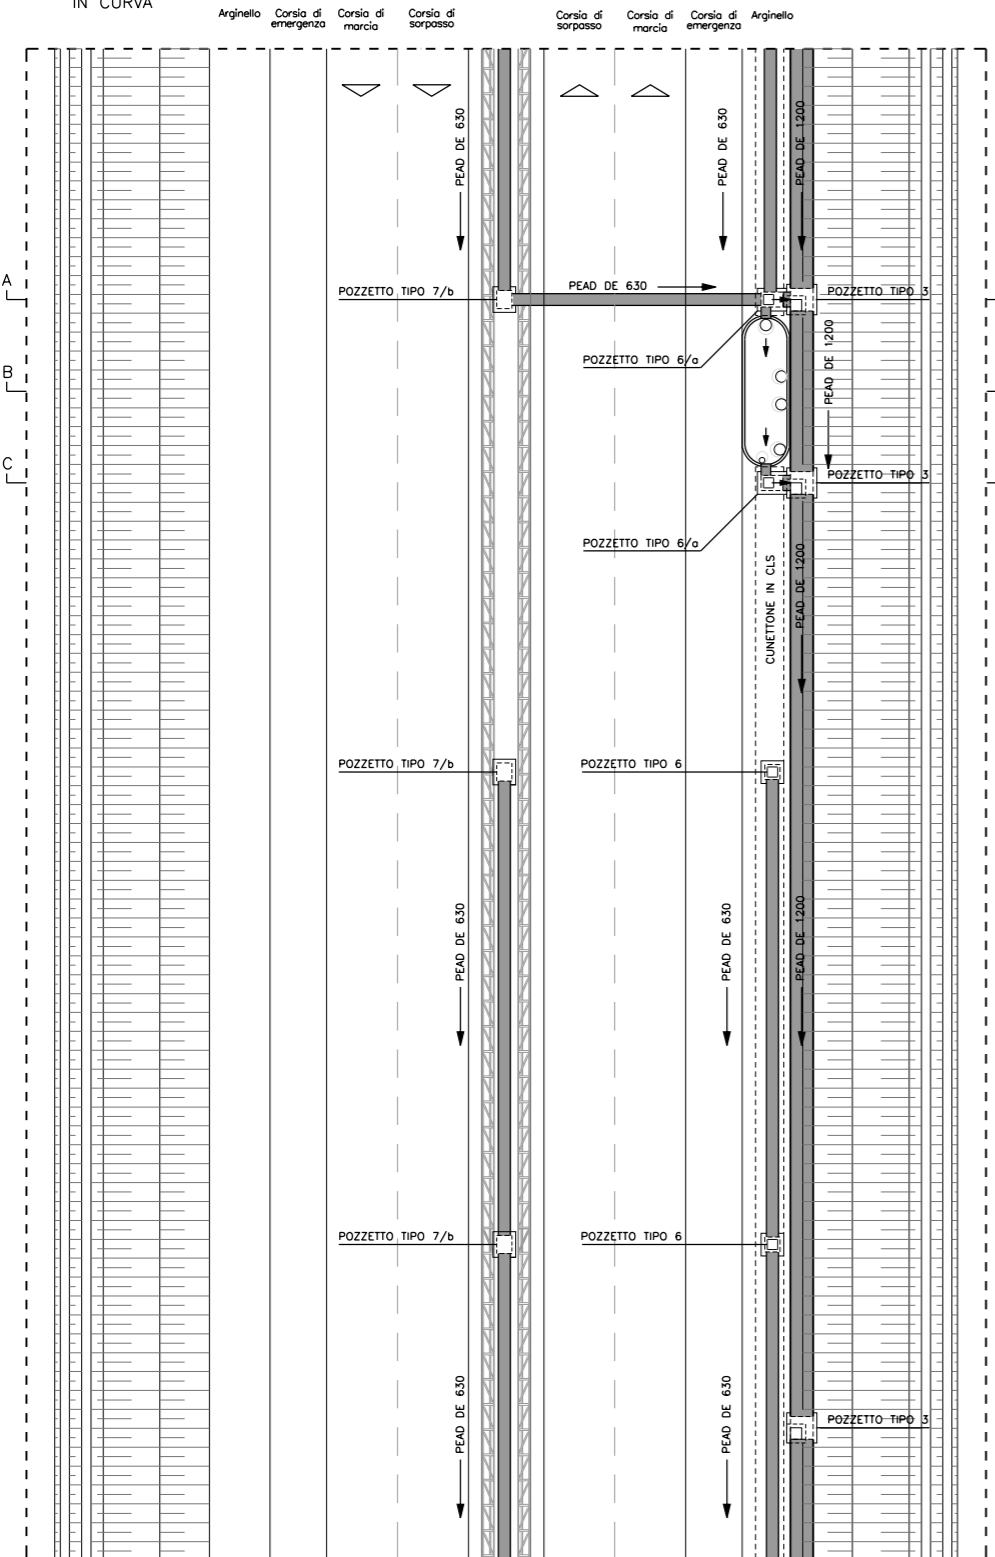 IN CURVA
Arginello
Corsia di
emergenza
Corsia di
marcia
Corsia di
sorpasso
Corsia di
sorpasso
Corsia di
marcia
Corsia di
emergenza
Arginello
PEAD DE 630
PEAD DE 630
PEAD DE 1200
A
POZZETTO TIPO 7/b
PEAD DE 630
POZZETTO TIPO 3
POZZETTO TIPO 6/a
PEAD DE 1200
B
C
POZZETTO TIPO 3
POZZETTO TIPO 6/a
CUNETTONE IN CLS
PEAD DE 1200
POZZETTO TIPO 7/b
POZZETTO TIPO 6
PEAD DE 630
PEAD DE 630
PEAD DE 1200
POZZETTO TIPO 7/b
POZZETTO TIPO 6
PEAD DE 630
PEAD DE 630
POZZETTO TIPO 3